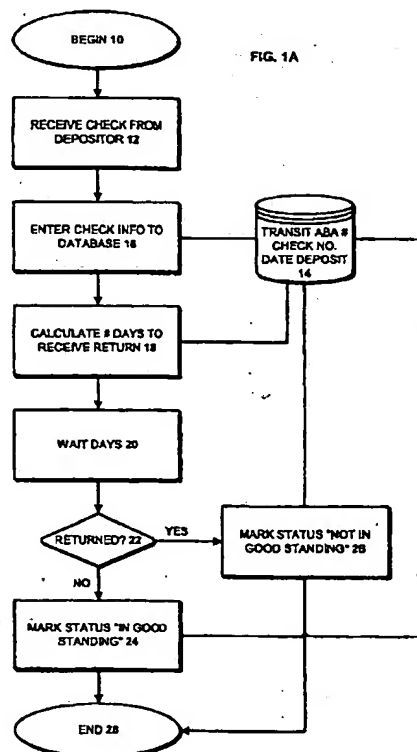 BEGIN 10
FIG. 1A
RECEIVE CHECK FROM
DEPOSITOR 12
ENTER CHECK INFO TO
DATABASE 16
TRANSIT ABA #
CHECK NO.
DATE DEPOSIT
14
CALCULATE # DAYS TO
RECEIVE RETURN 18
WAIT DAYS 20
RETURNED? 22
YES
MARK STATUS "NOT IN
GOOD STANDING" 26
NO
MARK STATUS "IN GOOD
STANDING" 24
END 28